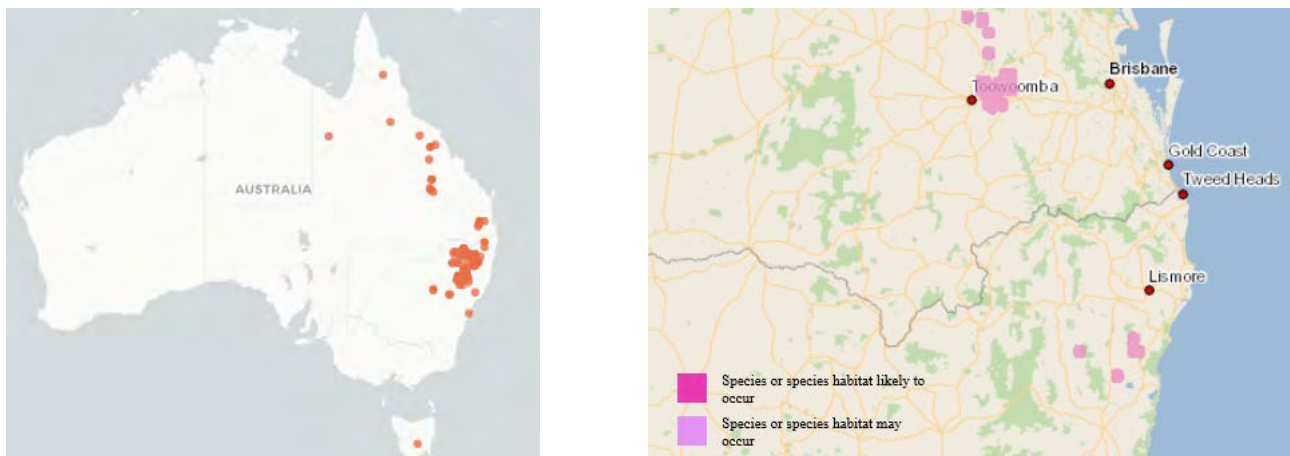 AUSTRALIA
Brisbane
Toowoomba
Gold Coast
Tweed Heads
Lismore
Species or species habitat likely to
occur
Species or species habitat may
occur